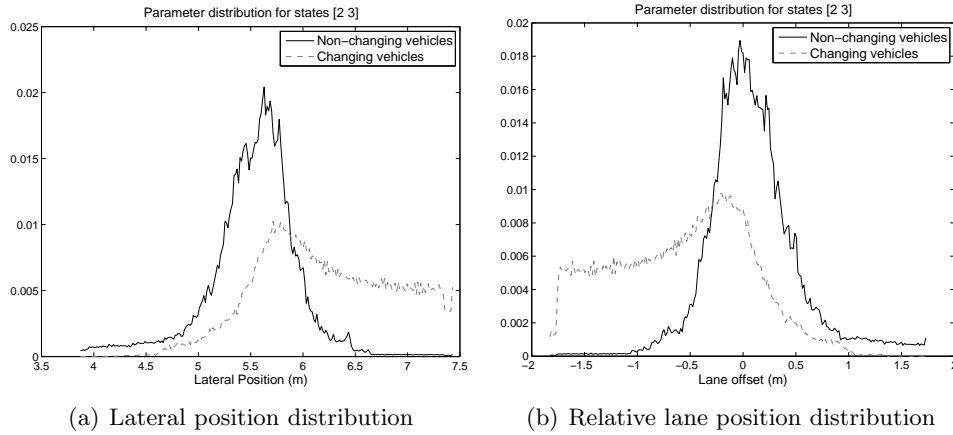 Parameter distribution for states [2 3]
0.025
0.02
0.015
0.01
0.005
0
3.5 4 4.5 5 5.5 6 6.5 7 7.5
Lateral Position (m)
Non−changing vehicles
Changing vehicles
(a) Lateral position distribution
Parameter distribution for states [2 3]
0.02
0.018
0.016
0.014
0.012
0.01
0.008
0.006
0.004
0.002
0
−2 −1.5 −1 −0.5 0 0.5 1 1.5 2
Lane offset (m)
Non−changing vehicles
Changing vehicles
(b) Relative lane position distribution